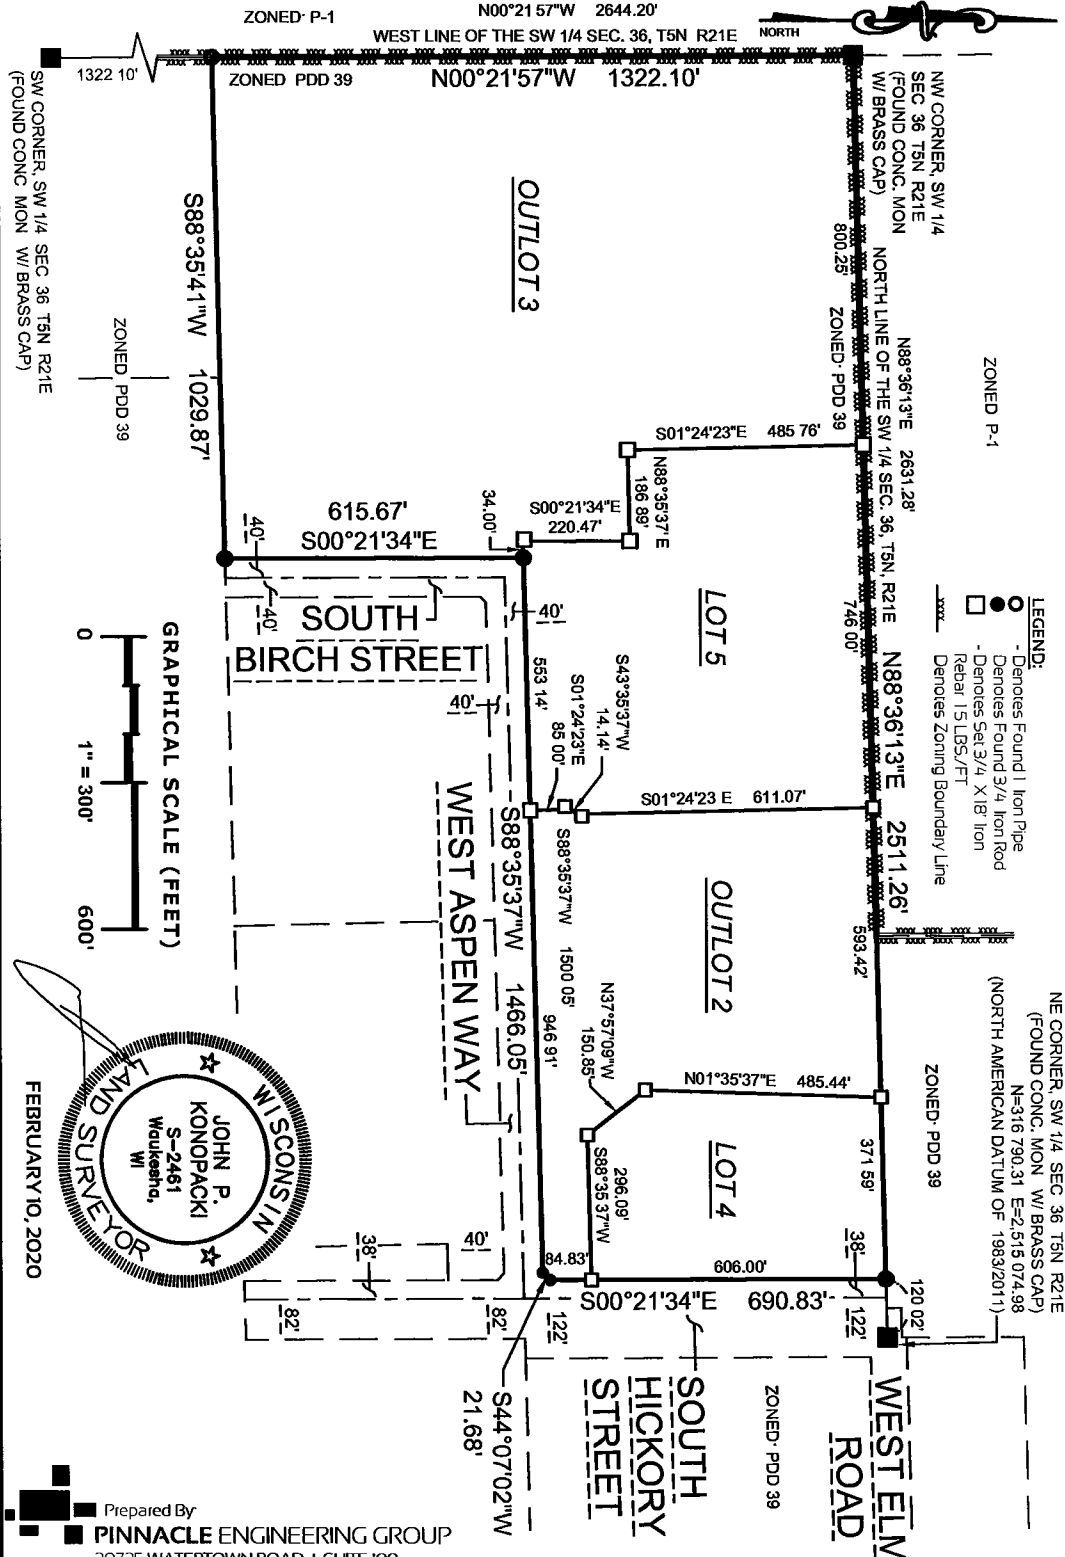 ZONED P-1
N00°21 57"W 2644.20'
WEST LINE OF THE SW 1/4 SEC. 36, T5N R21E
NORTH
1322 10'
ZONED PDD 39
N00°21'57"W 1322.10'
SW CORNER, SW 1/4 SEC 36 T5N R21E
(FOUND CONC MON W/ BRASS CAP)
NW CORNER, SW 1/4
SEC 36 T5N R21E
(FOUND CONC. MON
W/ BRASS CAP)
N88°36'13"E 2631.28'
NORTH LINE OF THE SW 1/4 SEC. 36, T5N, R21E
800.25'
ZONED· PDD 39
ZONED P-1
OUTLOT 3
S88°35'41"W 1029.87'
ZONED PDD 39
S01°24'23"E 485 76'
N88°35'37"E
186 89'
S00°21'34"E
220.47'
34.00'
615.67'
S00°21'34"E
40'
40'
SOUTH
BIRCH STREET
LOT 5
746 00'
N88°36'13"E 2511.26'
LEGEND:
- Denotes Found 1 Iron Pipe
Denotes Found 3/4 Iron Rod
- Denotes Set 3/4 X 18' Iron
Rebar 1 5 LBS./FT
xxxx Denotes Zoning Boundary Line
40'
553 14'
40'
S43°35'37"W
14.14'
S01°24'23"E
85 00'
S01°24'23 E 611.07'
GRAPHICAL SCALE (FEET)
0 1" = 300' 600'
WEST ASPEN WAY
S88°35'37"W 1466.05'
S88°35'37"W 1500 05'
946 91'
OUTLOT 2
593.42'
N37°57'09"W
150.85'
N01°35'37"E 485.44'
NE CORNER, SW 1/4 SEC 36 T5N R21E
(FOUND CONC. MON W/ BRASS CAP)
N=316 790.31 E=2,515 074.98
(NORTH AMERICAN DATUM OF 1983/2011)
ZONED· PDD 39
371 59'
LOT 4
296.09'
S88°35 37"W
84.83'
606.00'
38'
120 02'
S00°21'34"E 690.83'
122'
122'
40'
38'
82'
82'
S44°07'02"W
21.68'
SOUTH
HICKORY
STREET
ZONED· PDD 39
WEST ELM
ROAD
WISCONSIN
JOHN P.
KONOPACKI
S-2461
Waukesha,
WI
LAND SURVEYOR
FEBRUARY 10, 2020
Prepared By
PINNACLE ENGINEERING GROUP